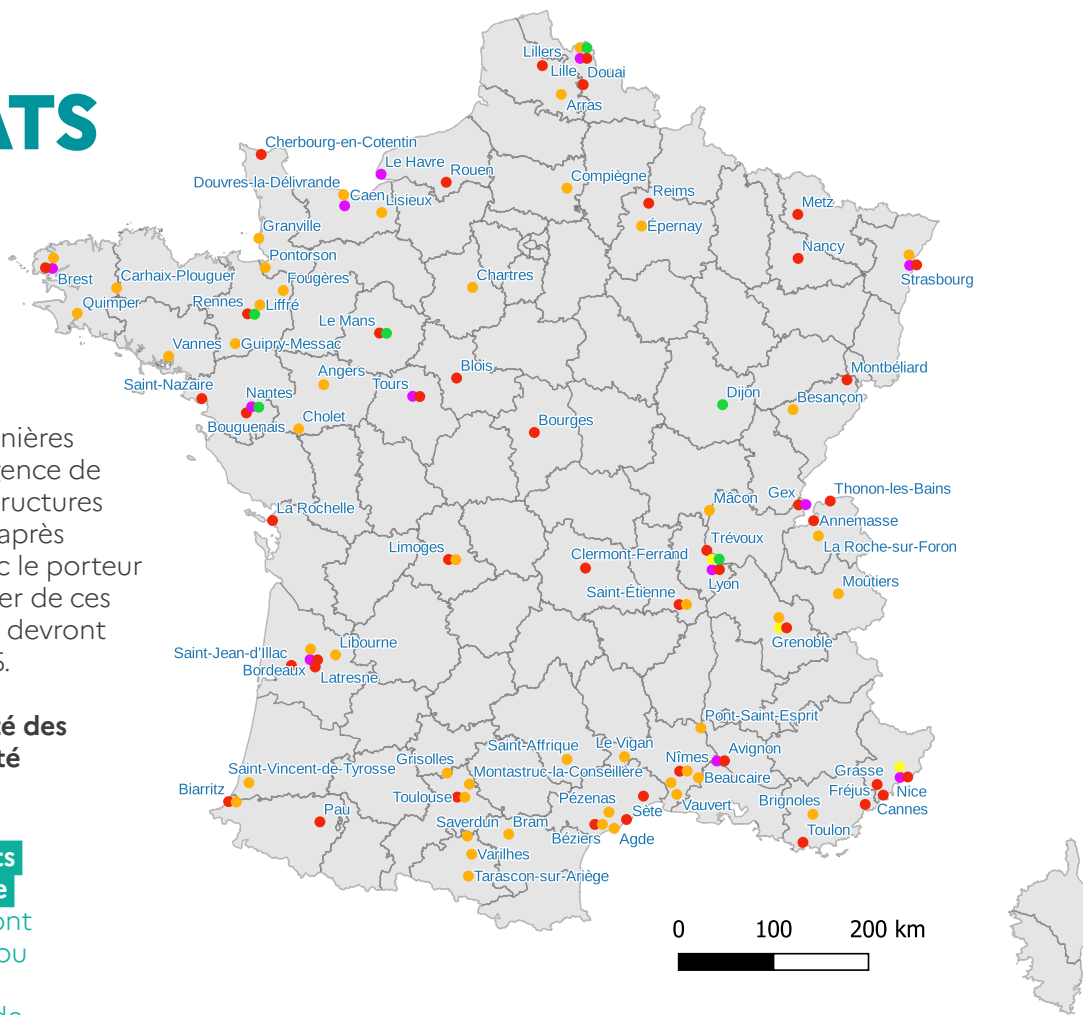 ATS
nières
gence de
ructures
après
c le porteur
er de ces
devront
5.
té des
té
ts
e
ont
ou
de
Lillers
Lille
Douai
Arras
Cherbourg-en-Cotentin
Le Havre
Rouen
Douvres-la-Délivrande
Caen
Lisieux
Compiègne
Reims
Épernay
Metz
Nancy
Strasbourg
Granville
Pontorson
Fougères
Chartres
Brest
Carhaix-Plouguer
Quimper
Rennes
Liffré
Le Mans
Vannes
Guipry-Messac
Saint-Nazaire
Nantes
Angers
Tours
Blois
Bouguenais
Cholet
Bourges
Dijon
Montbéliard
Besançon
La Rochelle
Limoges
Clermont-Ferrand
Mâcon
Gex
Thonon-les-Bains
Annemasse
La Roche-sur-Foron
Trévoux
Lyon
Saint-Étienne
Moûtiers
Grenoble
Saint-Jean-d'Illac
Libourne
Bordeaux
Latresne
Pont-Saint-Esprit
Saint-Affrique
Le Vigan
Nîmes
Avignon
Grisolles
Saint-Vincent-de-Tyrosse
Montastruc-la-Conseillère
Beaucaire
Biarritz
Toulouse
Pézenas
Sète
Vauvert
Brignoles
Grasse
Fréjus
Nice
Cannes
Pau
Saverdun
Bram
Béziers
Agde
Toulon
Varilhes
Tarascon-sur-Ariège
0 100 200 km